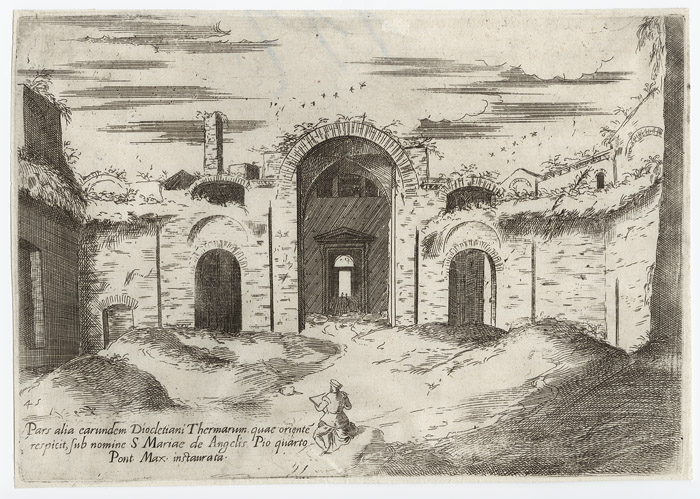 45
Pars alia earundem Diocletiani Thermarum. quae oriente
respicit, sub nomine S Mariae de Angelis Pio quarto
Pont Max. instaurata.